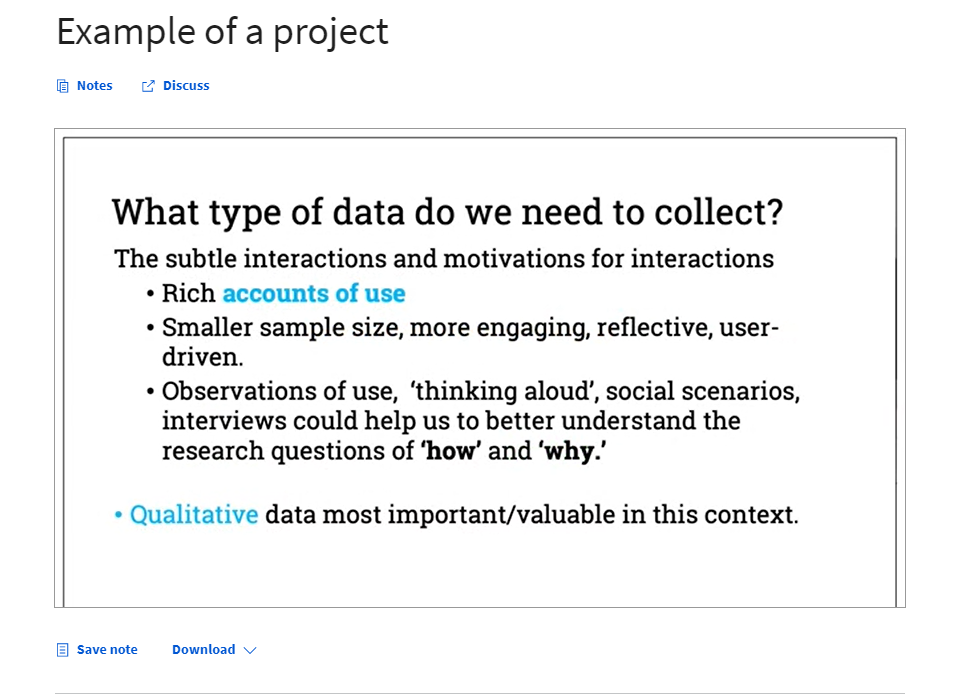 Example of a project
Notes Discuss
What type of data do we need to collect?
The subtle interactions and motivations for interactions
• Rich accounts of use
• Smaller sample size, more engaging, reflective, user-
driven.
• Observations of use, ‘thinking aloud’, social scenarios,
interviews could help us to better understand the
research questions of ‘how’ and ‘why.’
• Qualitative data most important/valuable in this context.
Save note Download